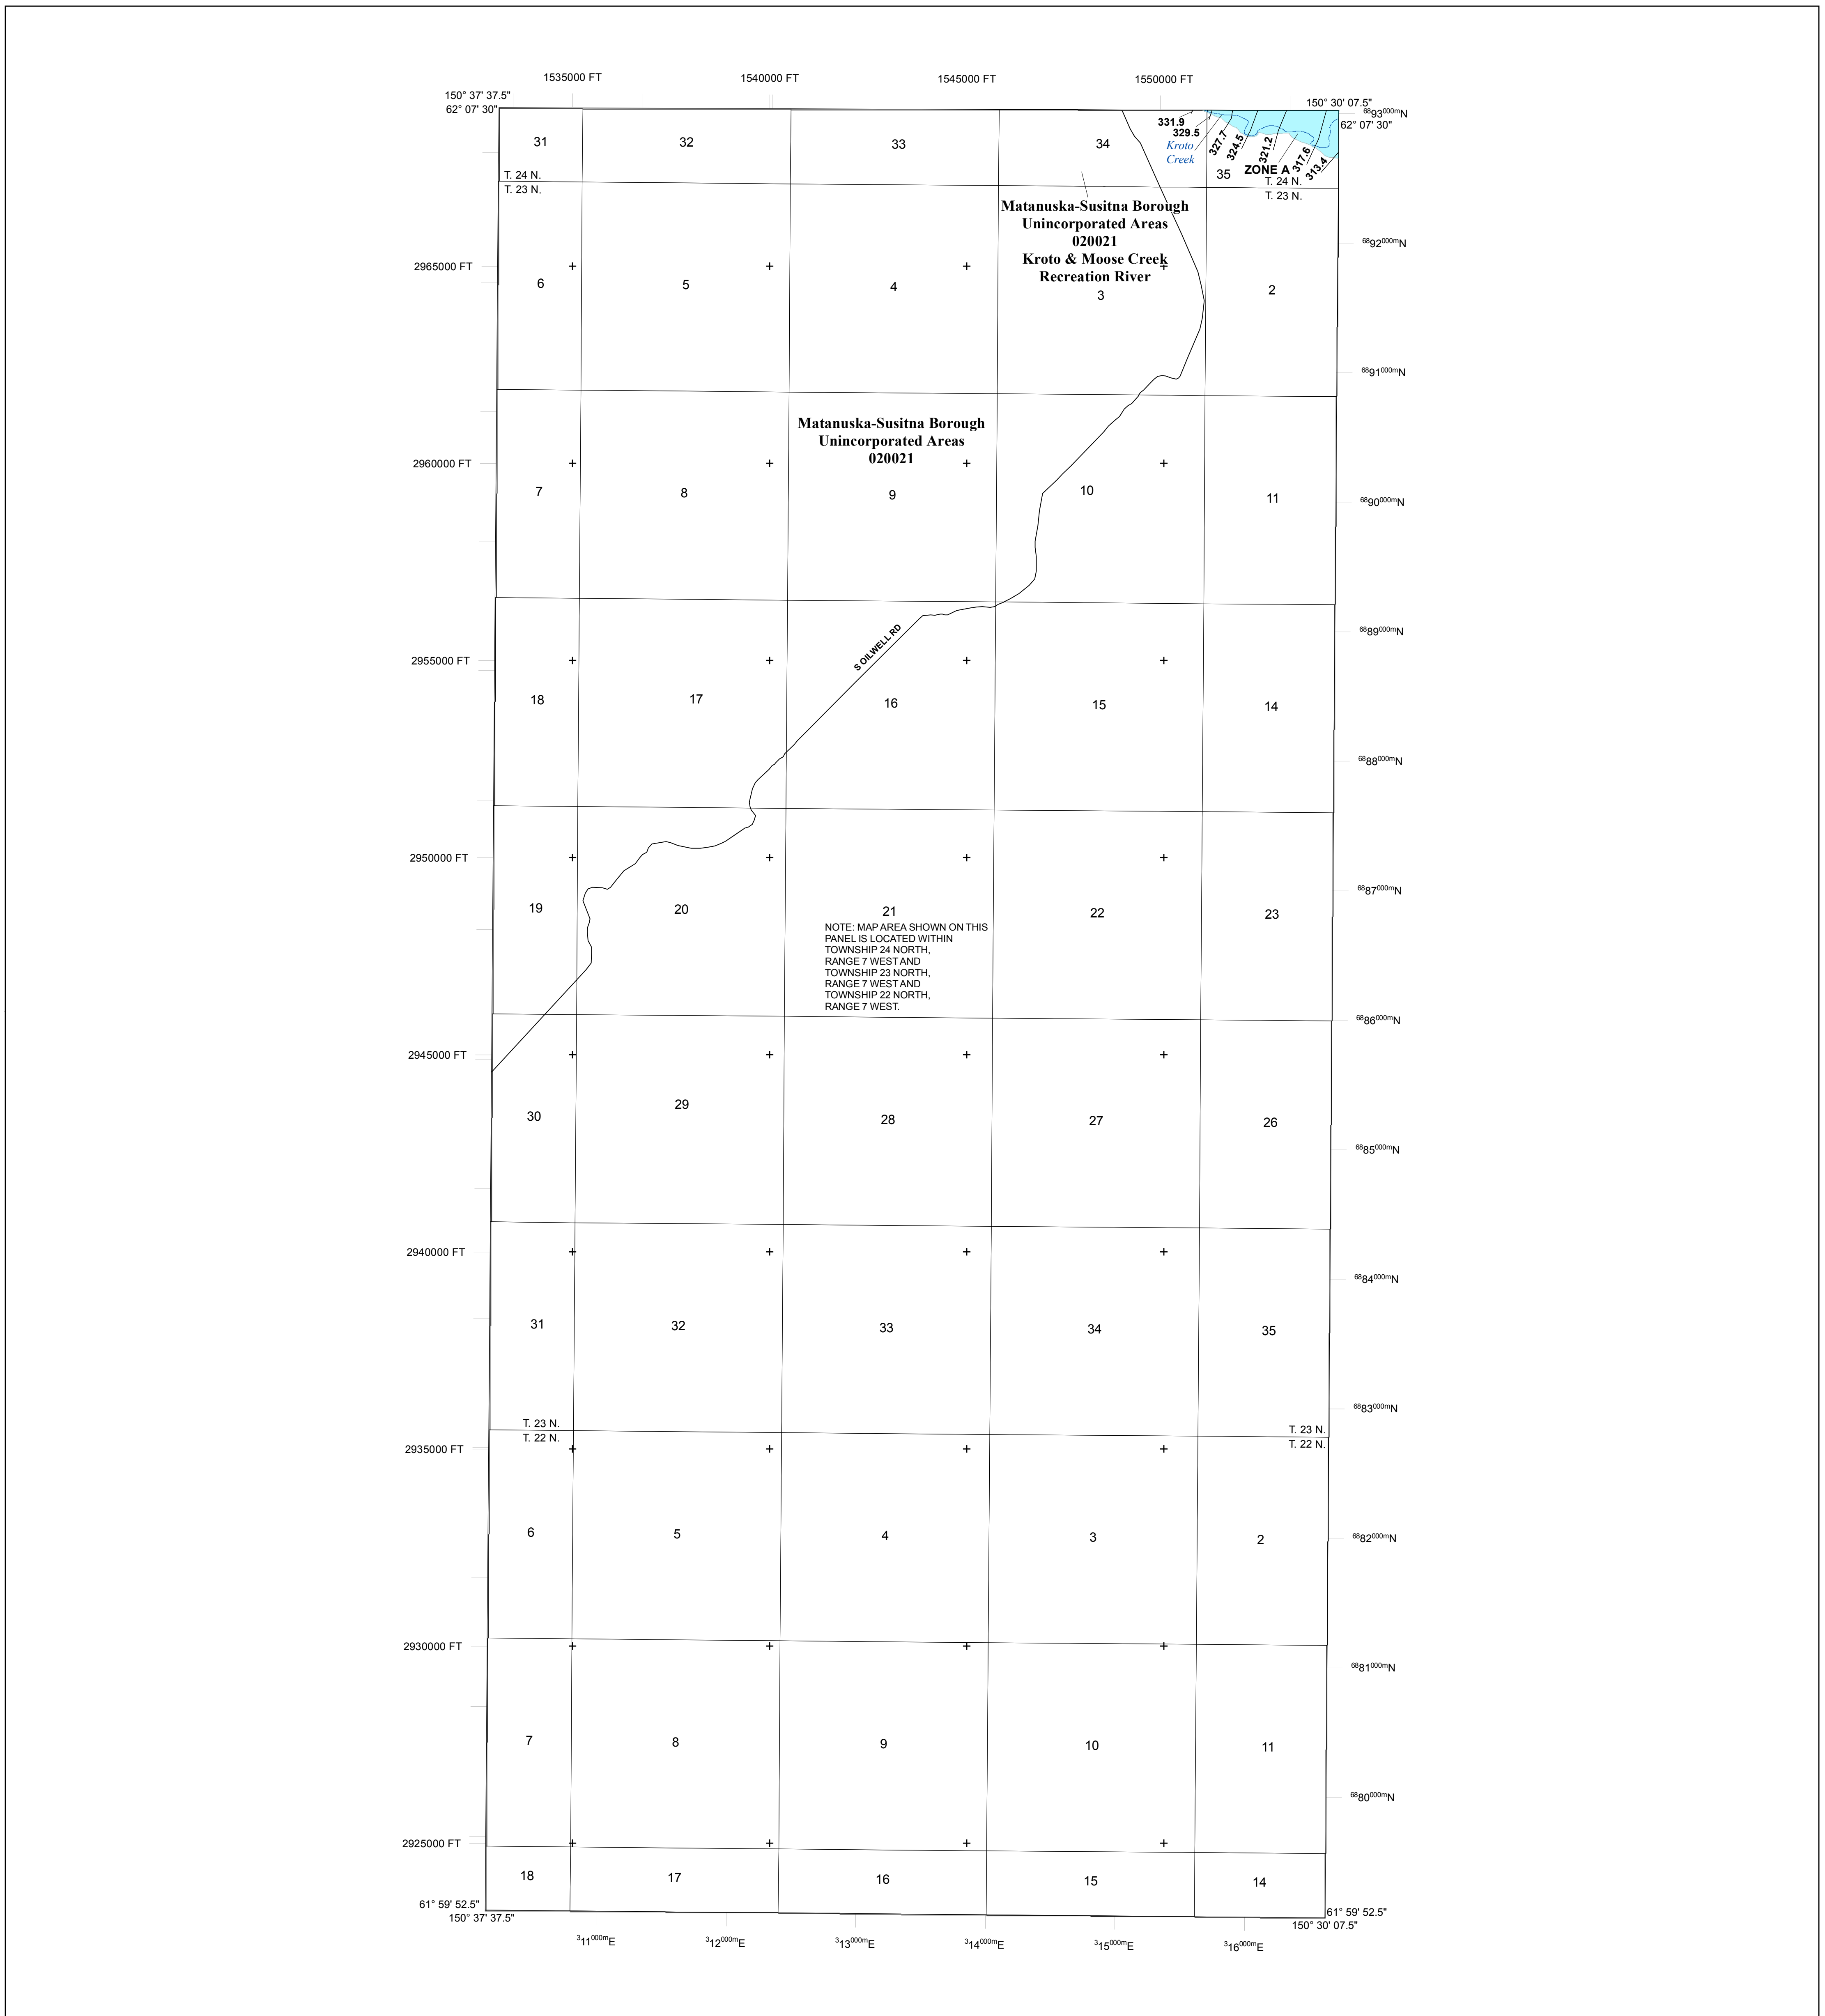 1535000 FT
1540000 FT
1545000 FT
1550000 FT
150° 37' 37.5"
62° 07' 30"
150° 30' 07.5"
62° 07' 30"
6893000mN
331.9
329.5
Kroto
Creek
327.7
324.5
321.2
317.6
313.4
ZONE A
31
32
33
34
35
T. 24 N.
T. 23 N.
T. 24 N.
T. 23 N.
Matanuska-Susitna Borough
Unincorporated Areas
020021
Kroto & Moose Creek
Recreation River
6892000mN
2965000 FT
6
5
4
3
2
6891000mN
Matanuska-Susitna Borough
Unincorporated Areas
020021
2960000 FT
7
8
9
10
11
6890000mN
S OILWELL RD
6889000mN
2955000 FT
18
17
16
15
14
6888000mN
2950000 FT
6887000mN
19
20
21
22
23
NOTE: MAP AREA SHOWN ON THIS
PANEL IS LOCATED WITHIN
TOWNSHIP 24 NORTH,
RANGE 7 WEST AND
TOWNSHIP 23 NORTH,
RANGE 7 WEST AND
TOWNSHIP 22 NORTH,
RANGE 7 WEST.
6886000mN
2945000 FT
30
29
28
27
26
6885000mN
2940000 FT
6884000mN
31
32
33
34
35
6883000mN
T. 23 N.
T. 22 N.
T. 23 N.
T. 22 N.
2935000 FT
6
5
4
3
2
6882000mN
2930000 FT
6881000mN
7
8
9
10
11
6880000mN
2925000 FT
18
17
16
15
14
61° 59' 52.5"
150° 37' 37.5"
61° 59' 52.5"
150° 30' 07.5"
311000mE
312000mE
313000mE
314000mE
315000mE
316000mE